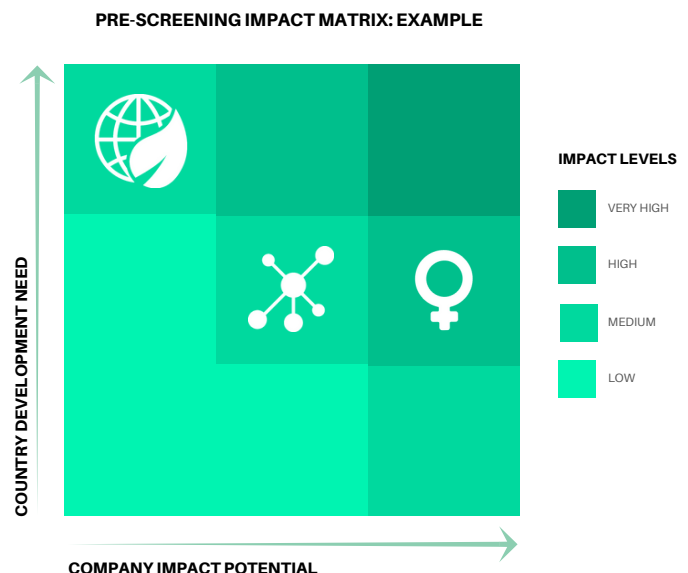 PRE-SCREENING IMPACT MATRIX: EXAMPLE
COUNTRY DEVELOPMENT NEED
IMPACT LEVELS
VERY HIGH
HIGH
MEDIUM
LOW
COMPANY IMPACT POTENTIAL